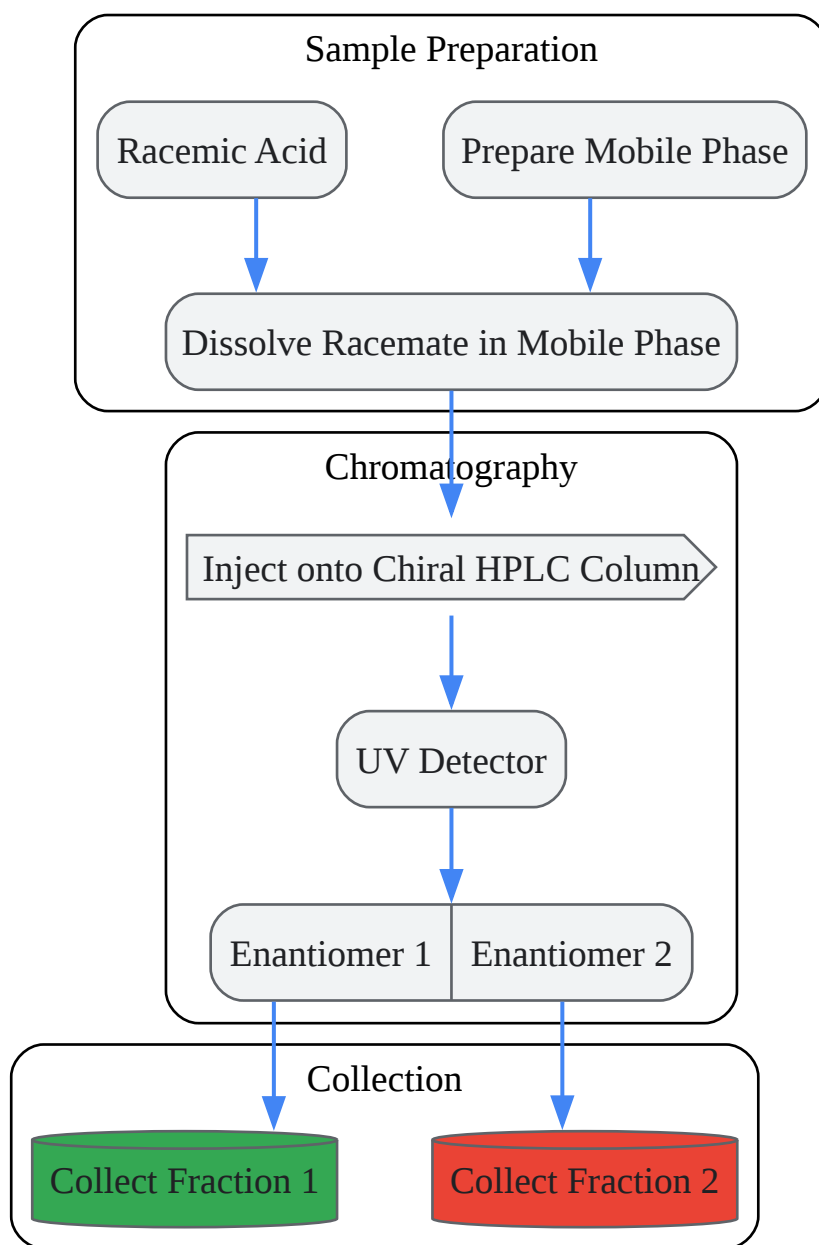 Sample Preparation
Racemic Acid
Prepare Mobile Phase
Dissolve Racemate in Mobile Phase
Chromatography
Inject onto Chiral HPLC Column
UV Detector
Enantiomer 1
Enantiomer 2
Collection
Collect Fraction 1
Collect Fraction 2